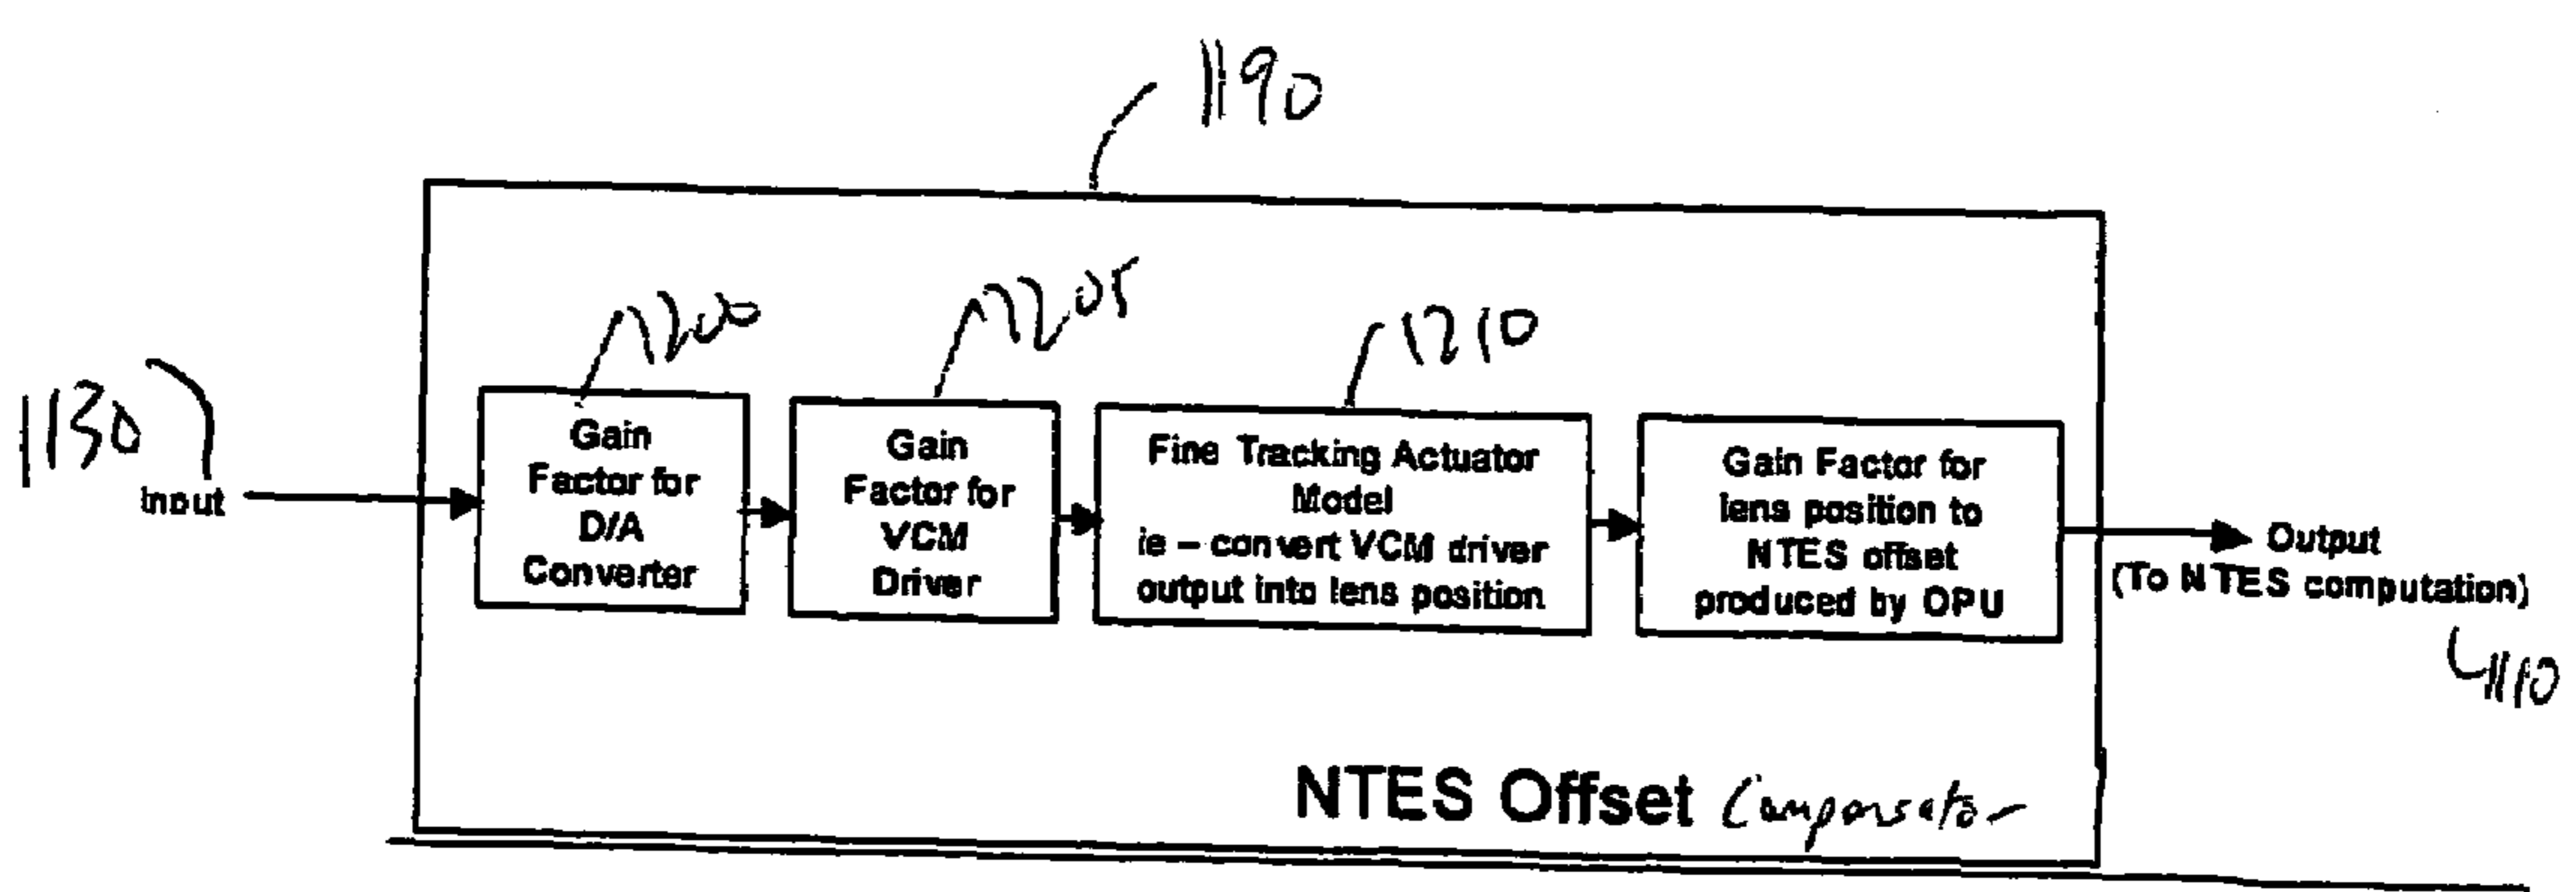 1190
1200
1205
1210
1130
Input
Gain
Factor for
D/A
Converter
Gain
Factor for
VCM
Driver
Fine Tracking Actuator
Model
ie – convert VCM driver
output into lens position
Gain Factor for
lens position to
NTES offset
produced by OPU
Output
(To NTES computation)
1110
NTES Offset Compensator